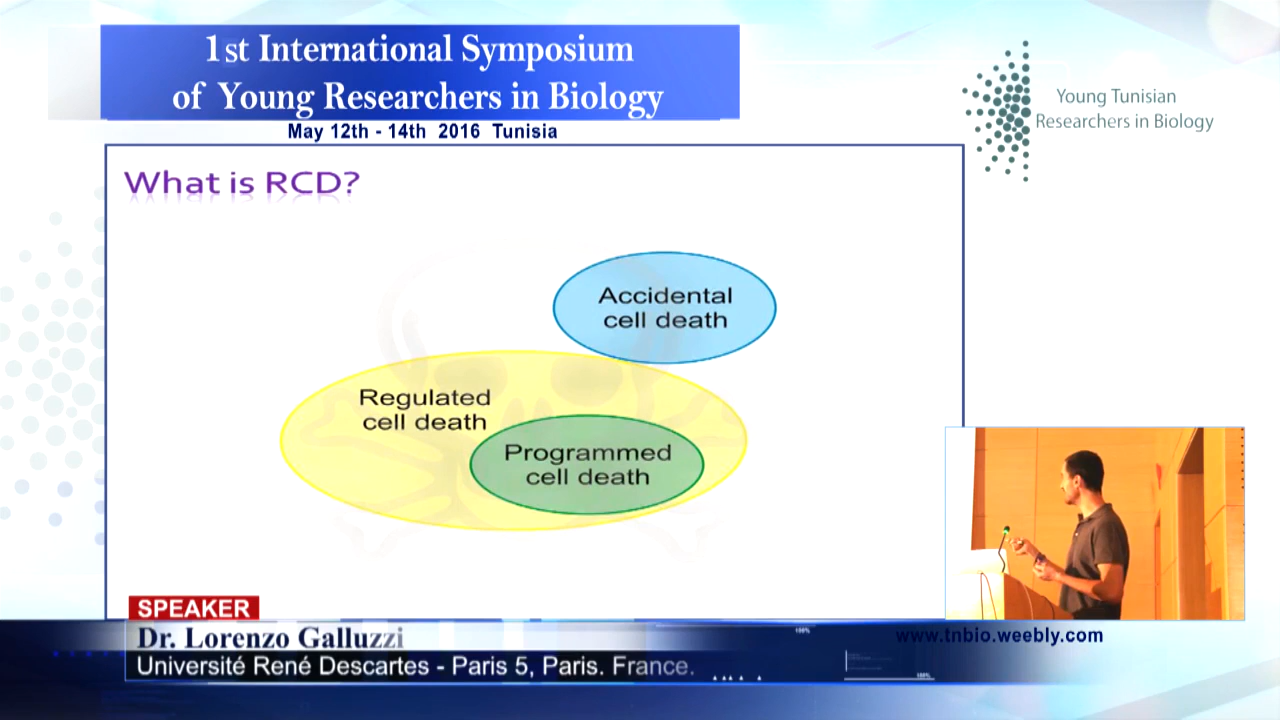 1st International Symposium
of Young Researchers in Biology
May 12th - 14th 2016 Tunisia
Young Tunisian
Researchers in Biology
What is RCD?
Accidental
cell death
Regulated
cell death
Programmed
cell death
SPEAKER
Dr. Lorenzo Galluzzi
Université René Descartes - Paris 5, Paris. France.
100%
www.tnbio.weebly.com
100%